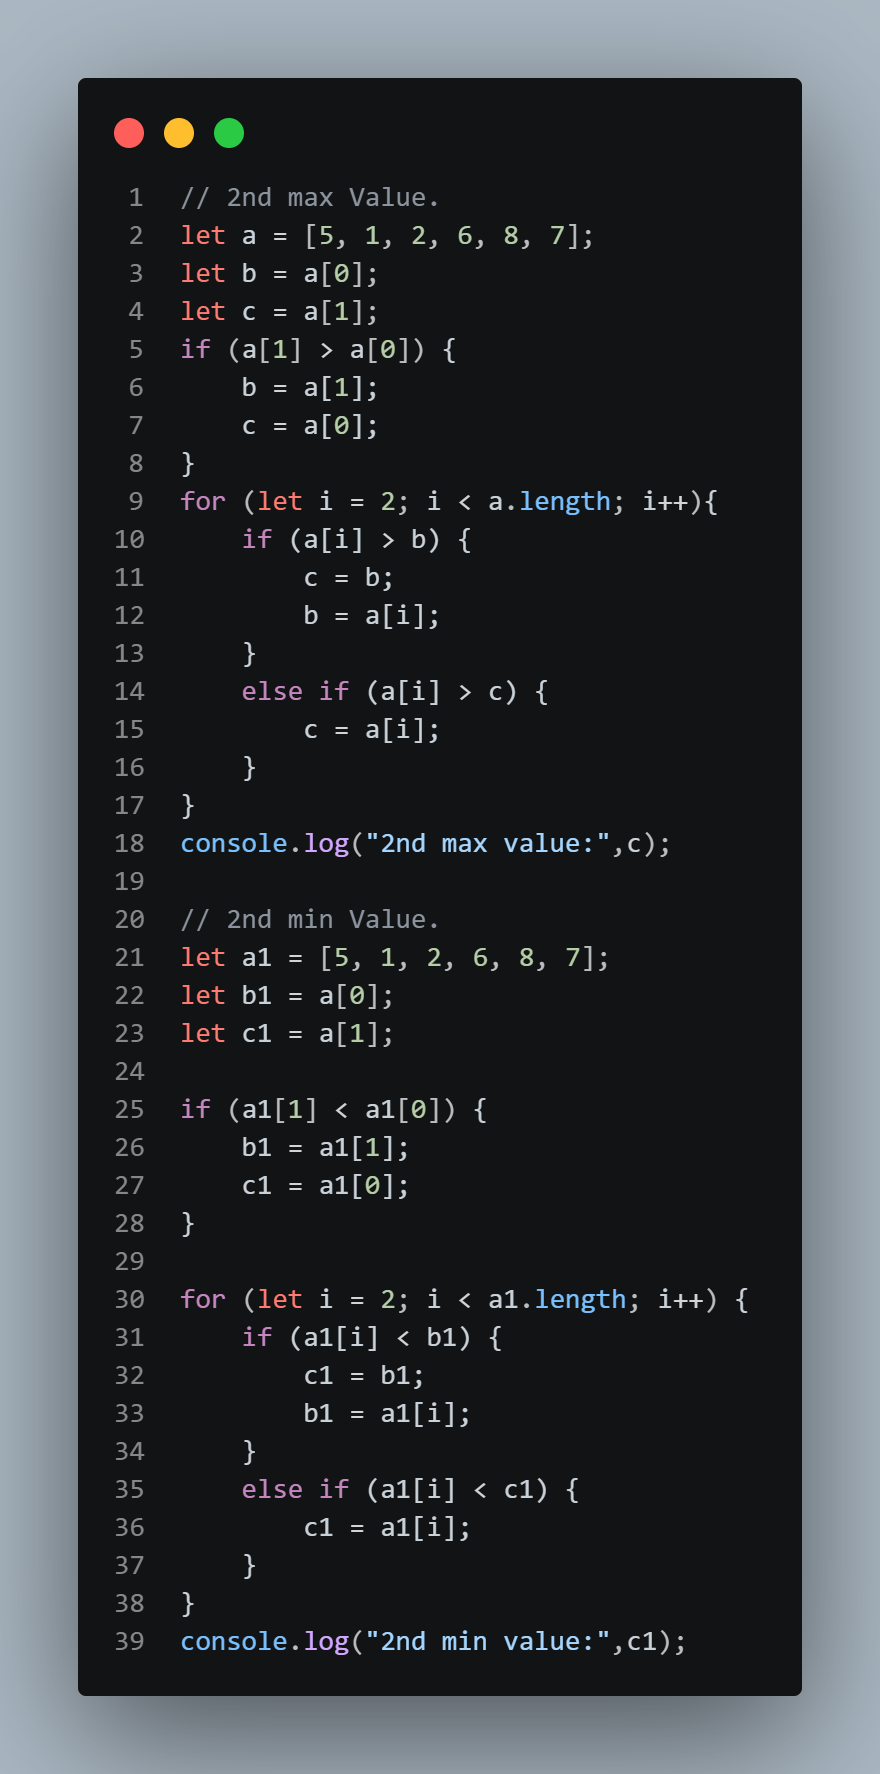 1 // 2nd max Value.
2 let a = [5, 1, 2, 6, 8, 7];
3 let b = a[0];
4 let c = a[1];
5 if (a[1] > a[0]) {
6     b = a[1];
7     c = a[0];
8 }
9 for (let i = 2; i < a.length; i++){
10     if (a[i] > b) {
11         c = b;
12         b = a[i];
13     }
14     else if (a[i] > c) {
15         c = a[i];
16     }
17 }
18 console.log("2nd max value:",c);
19
20 // 2nd min Value.
21 let a1 = [5, 1, 2, 6, 8, 7];
22 let b1 = a[0];
23 let c1 = a[1];
24
25 if (a1[1] < a1[0]) {
26     b1 = a1[1];
27     c1 = a1[0];
28 }
29
30 for (let i = 2; i < a1.length; i++) {
31     if (a1[i] < b1) {
32         c1 = b1;
33         b1 = a1[i];
34     }
35     else if (a1[i] < c1) {
36         c1 = a1[i];
37     }
38 }
39 console.log("2nd min value:",c1);